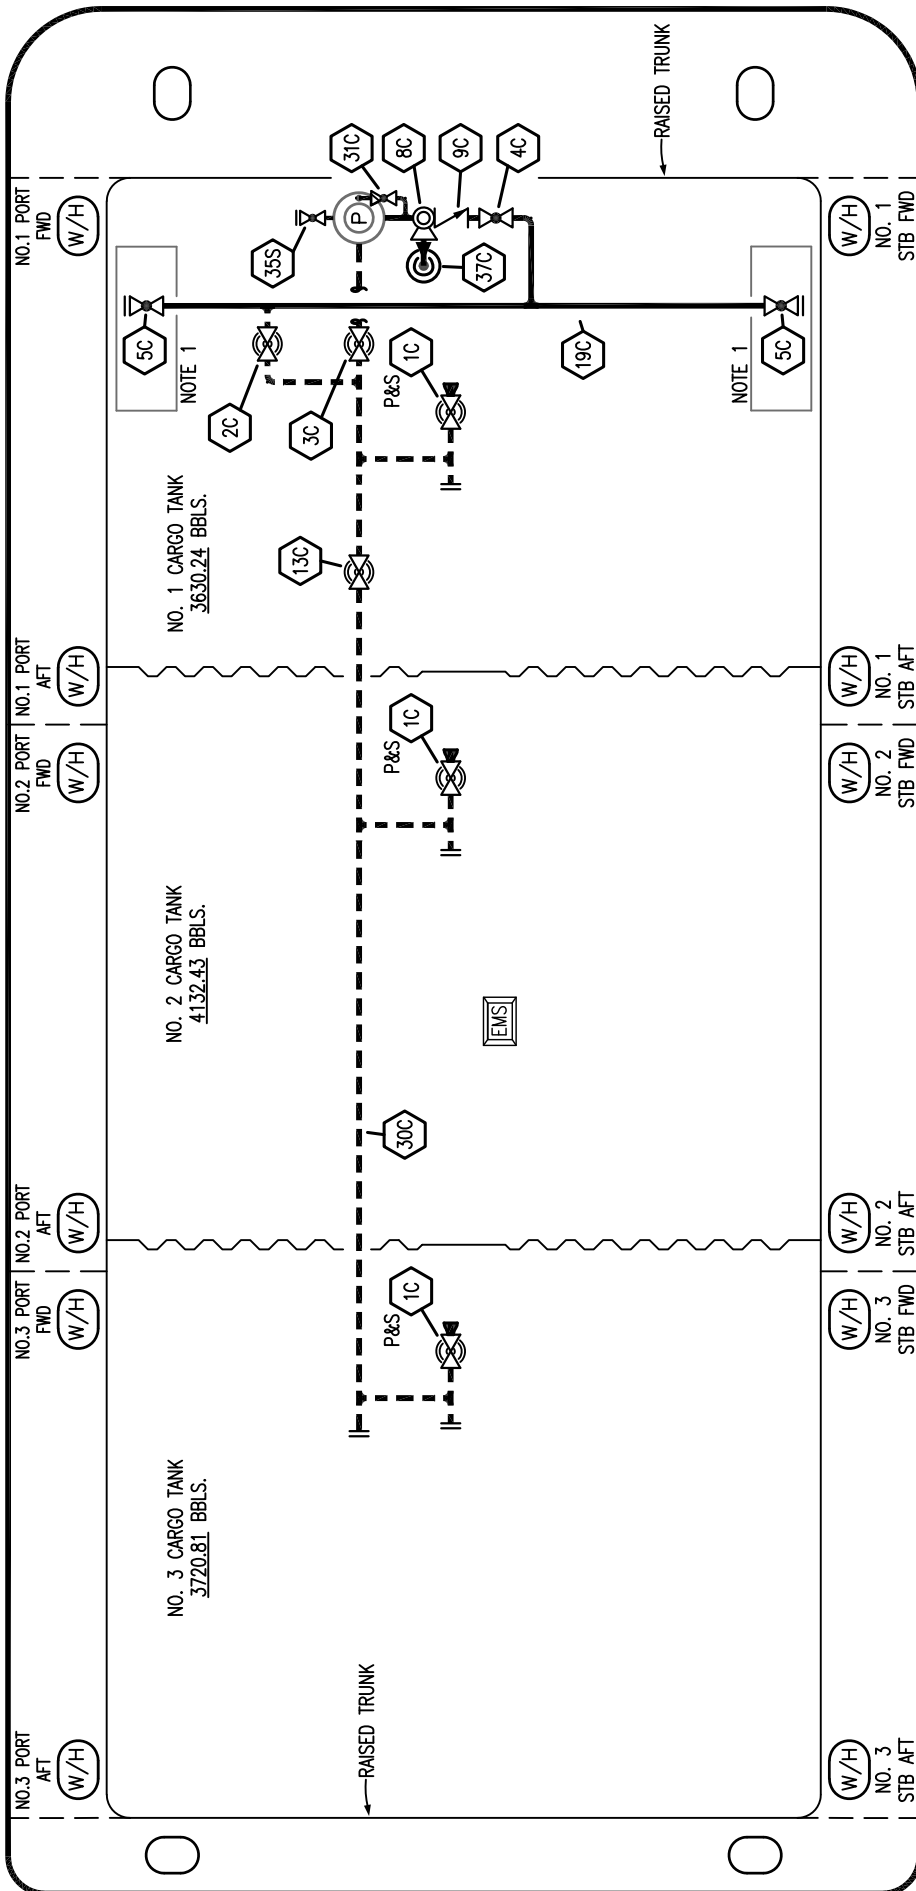 RAISED TRUNK
NO.1 PORT
FWD
W/H
31C
8C
9C
4C
W/H
NO. 1
STB FWD
P
35S
37C
5C
NOTE 1
2C
3C
P&S
1C
19C
NOTE 1
5C
NO. 1 CARGO TANK
3630.24 BBLS.
13C
NO.1 PORT
AFT
W/H
W/H
NO. 1
STB AFT
NO.2 PORT
FWD
W/H
P&S
1C
W/H
NO. 2
STB FWD
NO. 2 CARGO TANK
4132.43 BBLS.
EMS
30C
NO.2 PORT
AFT
W/H
W/H
NO. 2
STB AFT
NO.3 PORT
FWD
W/H
P&S
1C
W/H
NO. 3
STB FWD
NO. 3 CARGO TANK
3720.81 BBLS.
RAISED TRUNK
NO.3 PORT
AFT
W/H
W/H
NO. 3
STB AFT